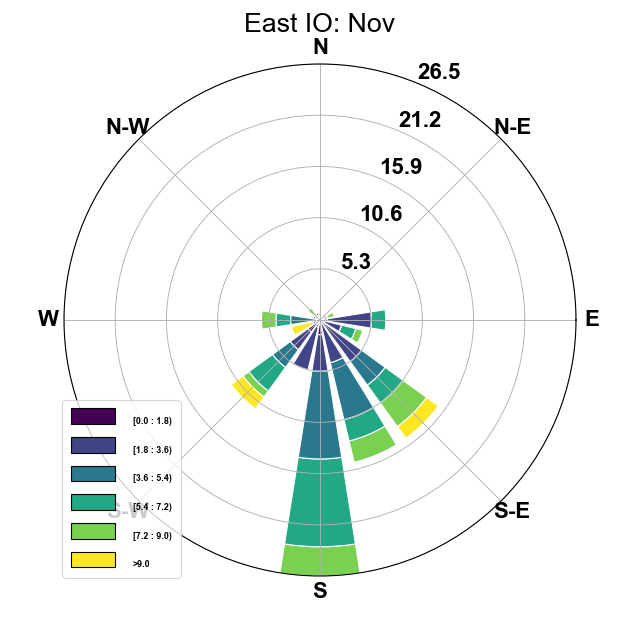 East IO: Nov
N
26.5
21.2
N-W
N-E
15.9
10.6
5.3
W
E
[0.0 : 1.8)
[1.8 : 3.6)
[3.6 : 5.4)
[5.4 : 7.2)
S-W
S-E
[7.2 : 9.0)
>9.0
S